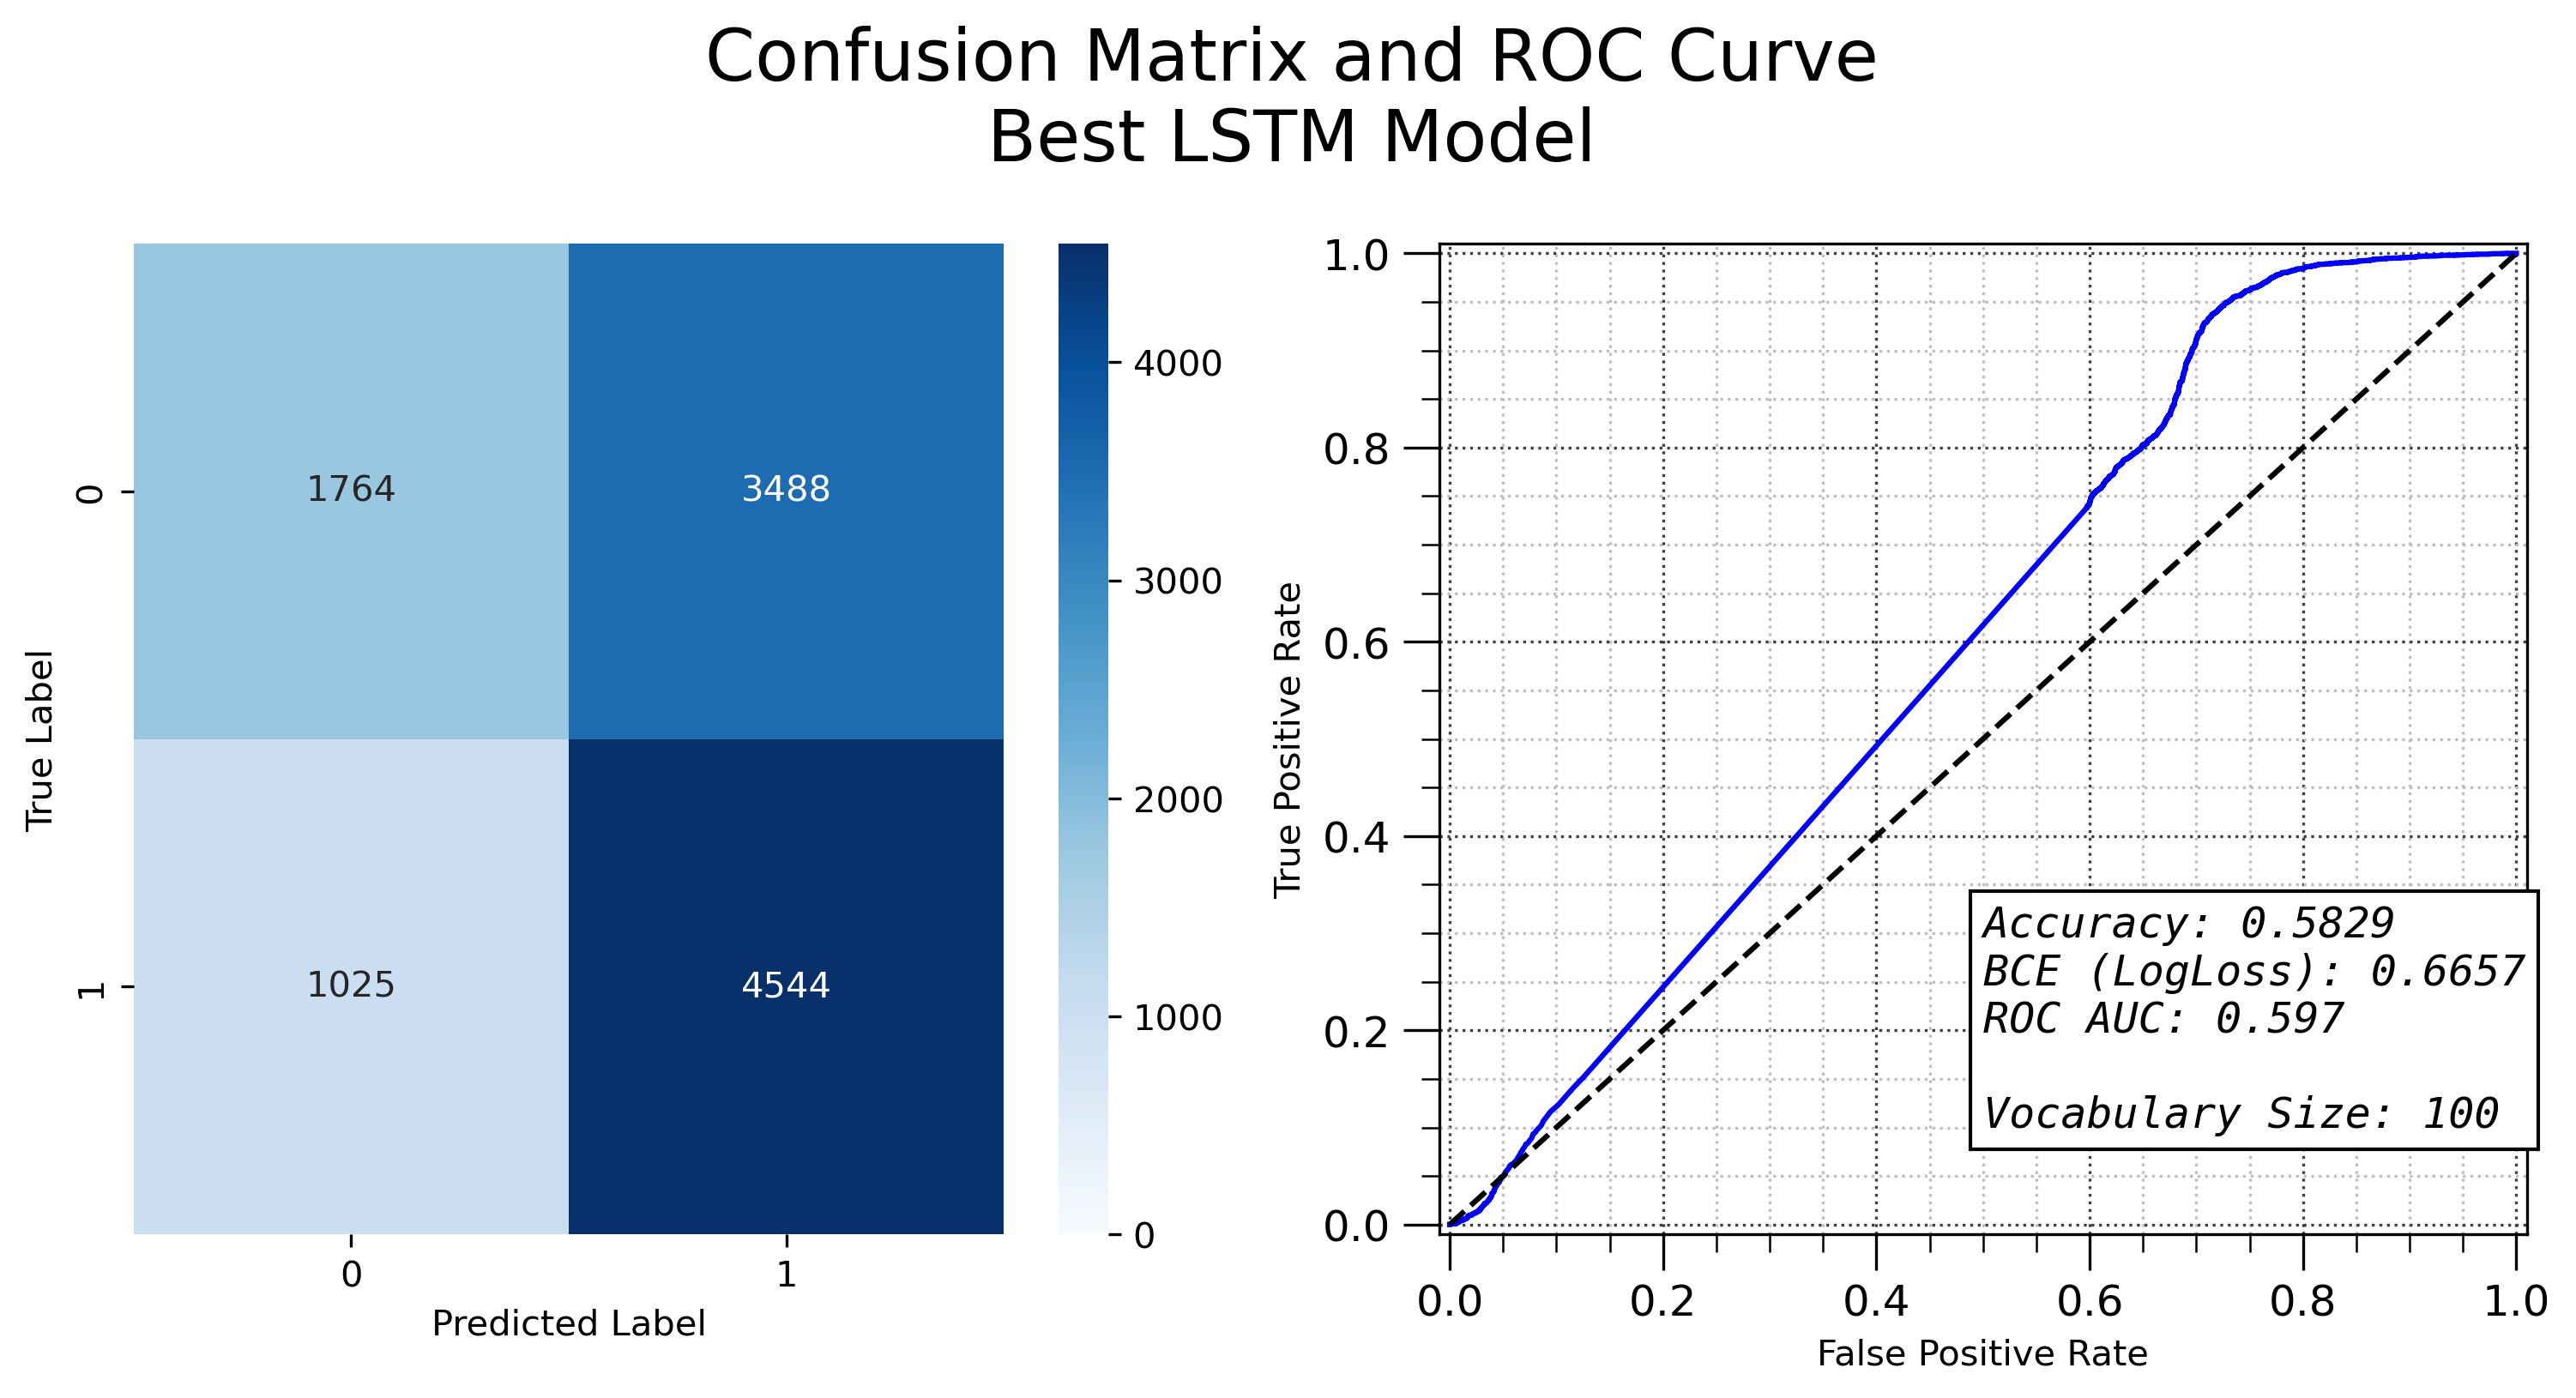 Confusion Matrix and ROC Curve
Best LSTM Model
True Label
0
1
1764
3488
1025
4544
0
1
Predicted Label
4000
3000
2000
1000
0
True Positive Rate
1.0
0.8
0.6
0.4
0.2
0.0
Accuracy: 0.5829
BCE (LogLoss): 0.6657
ROC AUC: 0.597
Vocabulary Size: 100
0.0
0.2
0.4
0.6
0.8
1.0
False Positive Rate